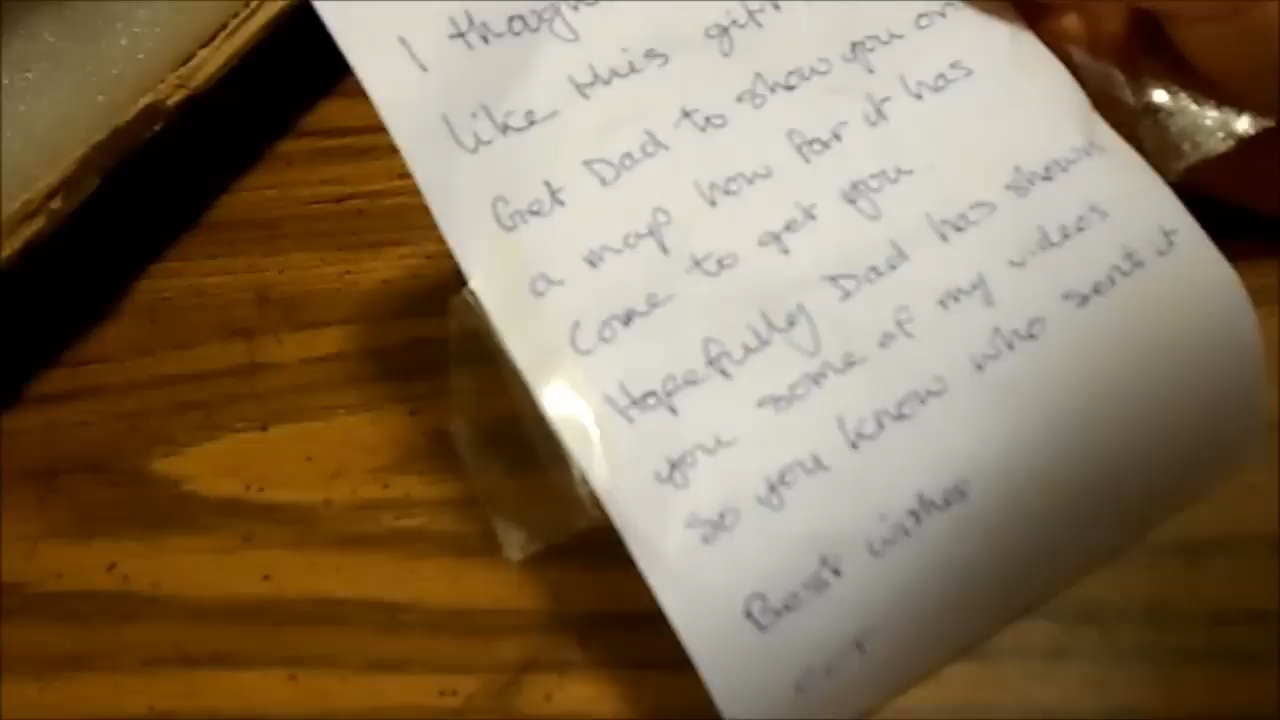 I thought
like this gift
Get Dad to show you on
a map how far it has
come to get you.
Hopefully Dad has shown
you some of my videos
so you know who sent it
Best wishes